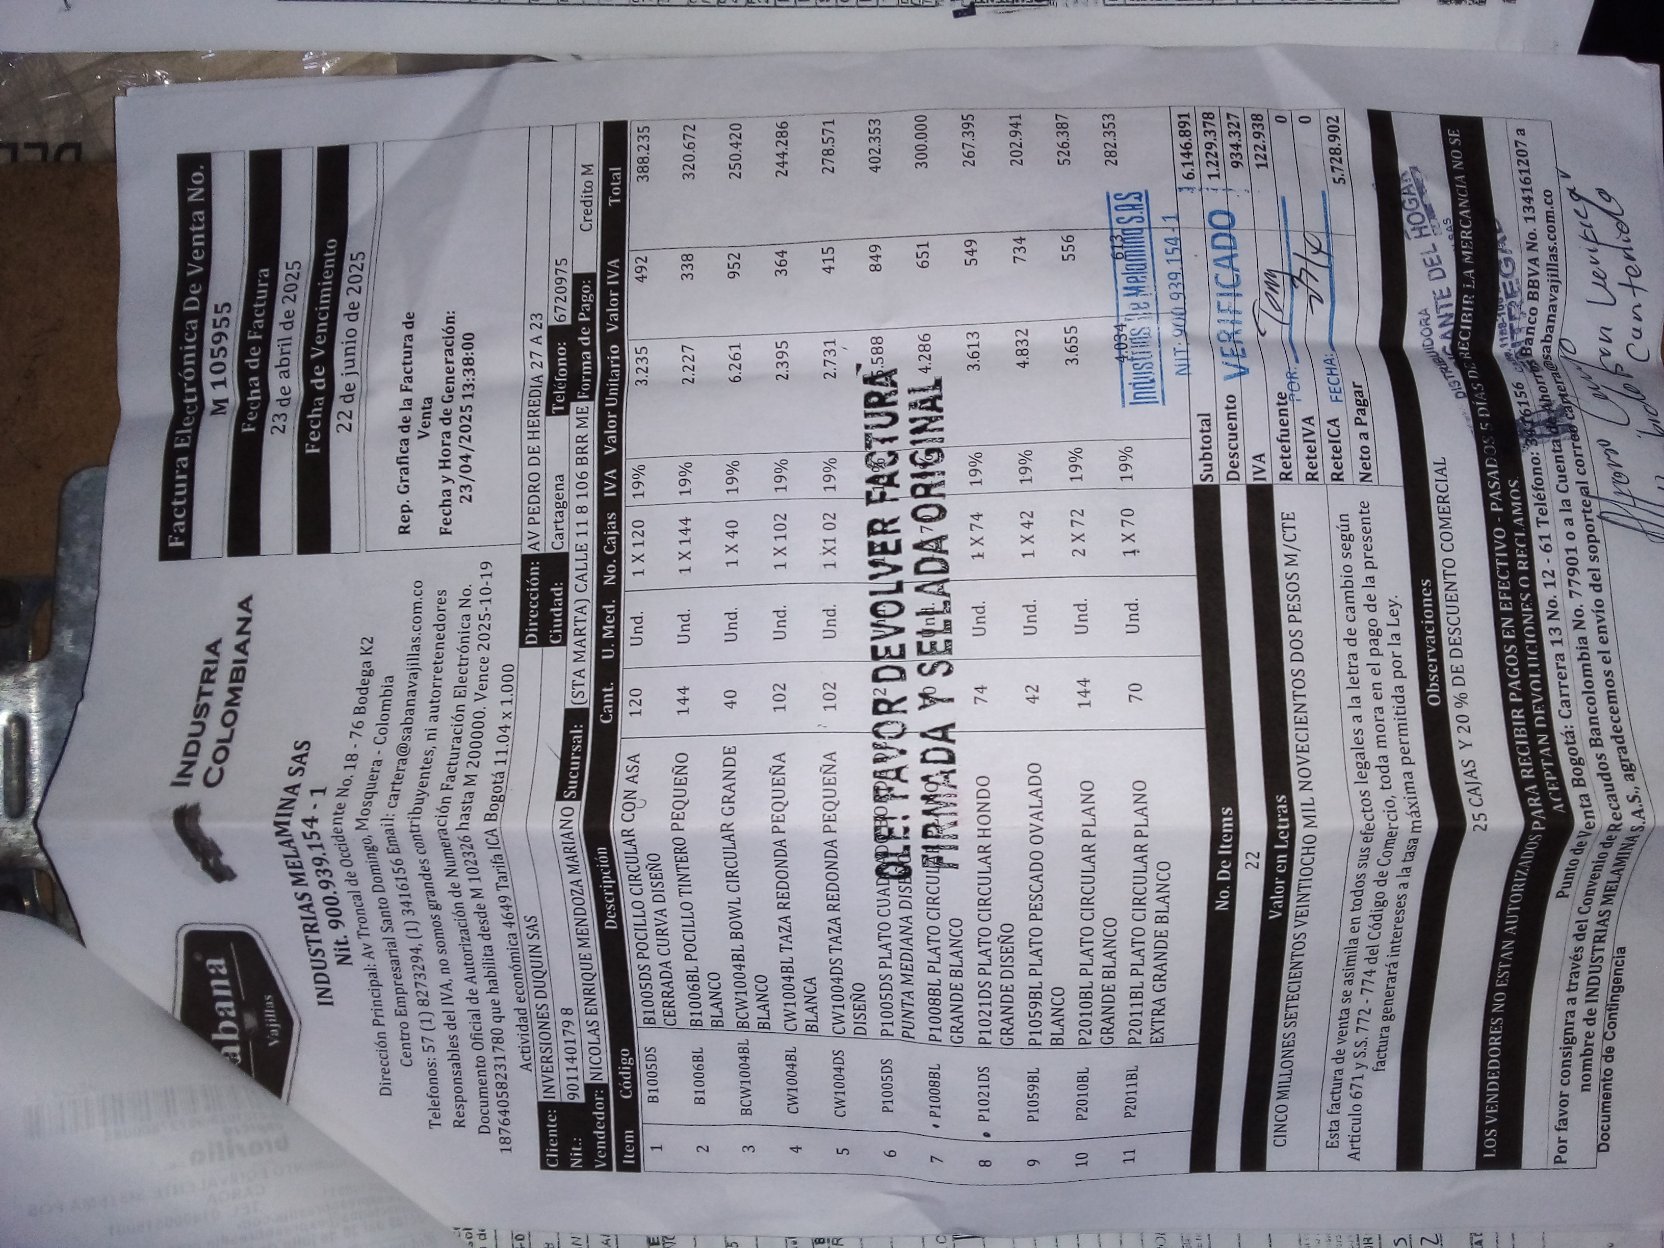 abana
Vajillas
INDUSTRIA
COLOMBIANA
INDUSTRIAS MELAMINA SAS
Nit. 900.939.154 - 1
Dirección Principal: Av Troncal de Occidente No. 18 - 76 Bodega K2
Centro Empresarial Santo Domingo, Mosquera - Colombia
Telefonos: 57 (1) 8273294, (1) 3416156 Email: cartera@sabanavajillas.com.co
Responsables del IVA, no somos grandes contribuyentes, ni autorretenedores
Documento Oficial de Autorización de Numeración Facturación Electrónica No.
18764058231780 que habilita desde M 102326 hasta M 200000. Vence 2025-10-19
Actividad económica 4649 Tarifa ICA Bogotá 11.04 x 1.000
Factura Electrónica De Venta No.
M 105955
Fecha de Factura
23 de abril de 2025
Fecha de Vencimiento
22 de junio de 2025
Rep. Grafica de la Factura de
Venta
Fecha y Hora de Generación:
23/04/2025 13:38:00
Cliente: INVERSIONES DUQUIN SAS Dirección: AV PEDRO DE HEREDIA 27 A 23
Nit.: 901140179 8 Ciudad: Cartagena Teléfono: 6720975
Vendedor: NICOLAS ENRIQUE MENDOZA MARIANO Sucursal: (STA MARTA) CALLE 11 8 106 BRR ME Forma de Pago: Credito M
Item Código Descripción Cant. U. Med. No. Cajas IVA Valor Unitario Valor IVA Total
1 B1005DS B1005DS POCILLO CIRCULAR CON ASA 120 Und. 1 X 120 19% 3.235 492 388.235
CERRADA CURVA DISEÑO
2 B1006BL B1006BL POCILLO TINTERO PEQUEÑO 144 Und. 1 X 144 19% 2.227 338 320.672
BLANCO
3 BCW1004BL BCW1004BL BOWL CIRCULAR GRANDE 40 Und. 1 X 40 19% 6.261 952 250.420
BLANCO
4 CW1004BL CW1004BL TAZA REDONDA PEQUEÑA 102 Und. 1 X 102 19% 2.395 364 244.286
BLANCA
5 CW1004DS CW1004DS TAZA REDONDA PEQUEÑA 102 Und. 1X1 02 19% 2.731 415 278.571
DISEÑO
6 P1005DS P1005DS PLATO 5.588 849 402.353
PUNTA MEDIANA
7 P1008BL P1008BL PLATO 4.286 651 300.000
GRANDE BLANCO
8 P1021DS P1021DS PLATO CIRCULAR HONDO 74 Und. 1 X 74 19% 3.613 549 267.395
GRANDE DISEÑO
9 P1059BL P1059BL PLATO PESCADO OVALADO 42 Und. 1 X 42 19% 4.832 734 202.941
BLANCO
10 P2010BL P2010BL PLATO CIRCULAR PLANO 144 Und. 2 X 72 19% 3.655 556 526.387
GRANDE BLANCO
11 P2011BL P2011BL PLATO CIRCULAR PLANO 70 Und. 1 X 70 19% 4.034 613 282.353
EXTRA GRANDE BLANCO
FAVOR DEVOLVER FACTURA
FIRMADA Y SELLADA ORIGINAL
Industrias de Melamina S.A.S
NIT: 900.939.154-1
VERIFICADO
POR:
FECHA:
No. De Items
22
Valor en Letras
CINCO MILLONES SETECIENTOS VEINTIOCHO MIL NOVECIENTOS DOS PESOS M/CTE
Subtotal 6.146.891
Descuento 1.229.378
IVA 934.327
Retefuente 122.938
ReteIVA 0
ReteICA 0
Neto a Pagar 5.728.902
Esta factura de venta se asimila en todos sus efectos legales a la letra de cambio según
Artículo 671 y S.S. 772 - 774 del Código de Comercio, toda mora en el pago de la presente
factura generará intereses a la tasa máxima permitida por la Ley.
Observaciones
25 CAJAS Y 20 % DE DESCUENTO COMERCIAL
DISTRIBUIDORA
DEL HOGAR
LOS VENDEDORES NO ESTAN AUTORIZADOS PARA RECIBIR PAGOS EN EFECTIVO - PASADOS 5 DÍAS DE RECIBIR LA MERCANCIA NO SE
ACEPTAN DEVOLUCIONES O RECLAMOS
Punto de Venta Bogotá: Carrera 13 No. 12 - 61 Teléfono: 3416156
Por favor consignar a través del Convenio de Recaudos Bancolombia No. 77901 o a la Cuenta de Ahorros Banco BBVA No. 134161207 a
nombre de INDUSTRIAS MELAMINA S.A.S., agradecemos el envío del soporte al correo cartera@sabanavajillas.com.co
Documento de Contingencia